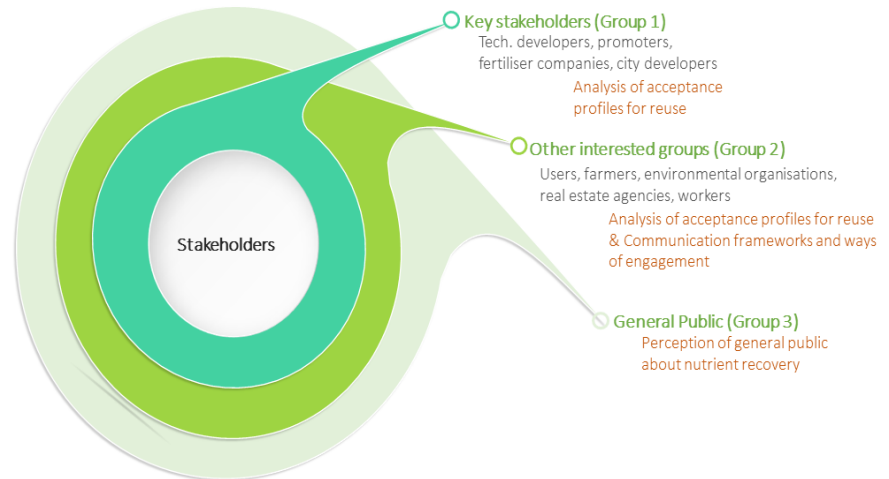 Key stakeholders (Group 1)
Tech. developers, promoters,
fertiliser companies, city developers
Analysis of acceptance
profiles for reuse
Other interested groups (Group 2)
Users, farmers, environmental organisations,
real estate agencies, workers
Analysis of acceptance profiles for reuse
& Communication frameworks and ways
of engagement
Stakeholders
General Public (Group 3)
Perception of general public
about nutrient recovery